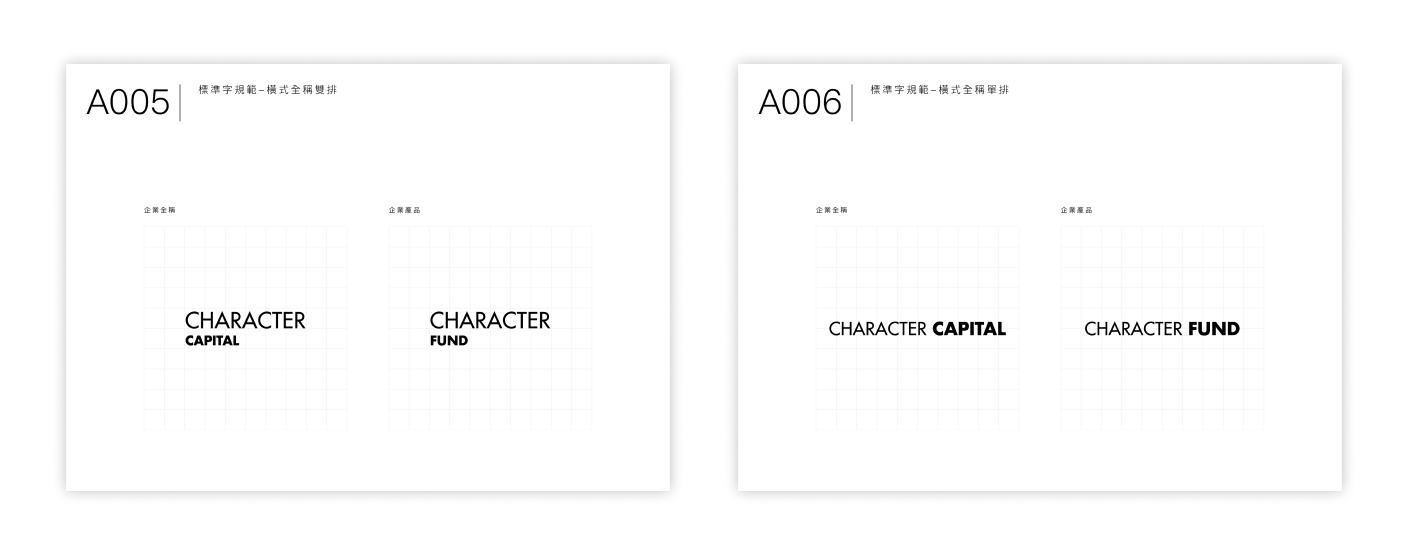 A005
標準字規範–橫式全稱雙排
企業全稱
企業產品
CHARACTER
CAPITAL
CHARACTER
FUND
A006
標準字規範–橫式全稱單排
企業全稱
企業產品
CHARACTER CAPITAL
CHARACTER FUND